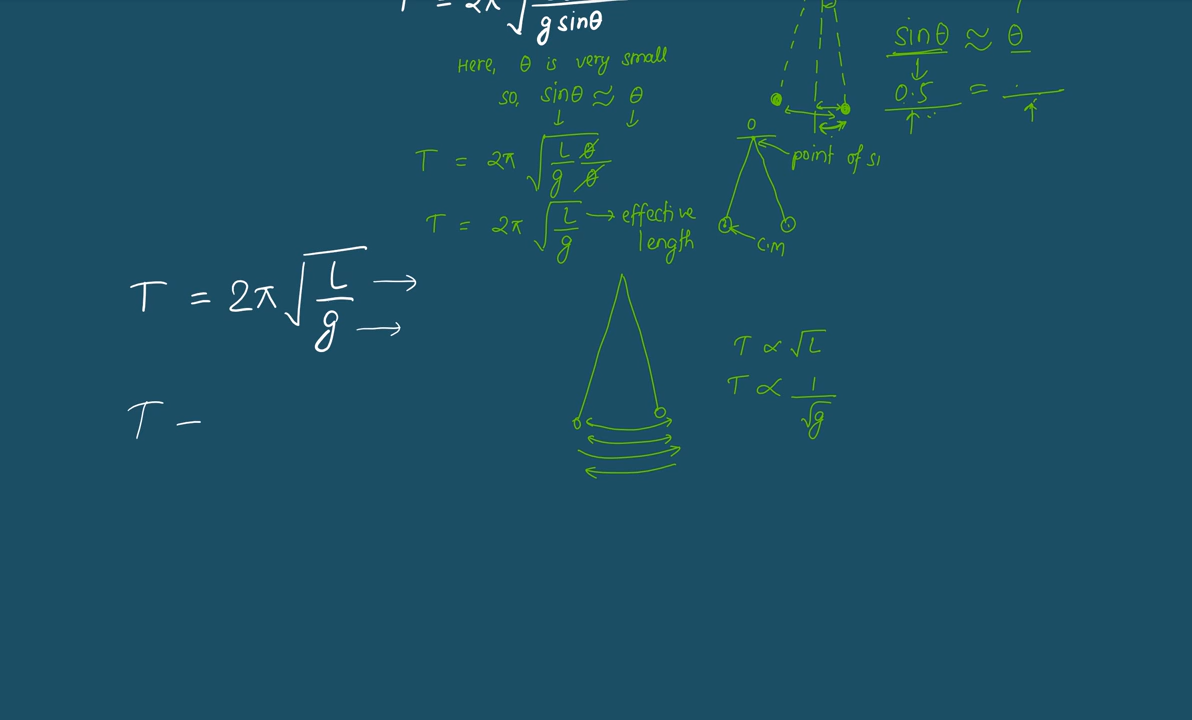 g sinθ
sinθ ≈ θ
Here, θ is very small
so, sinθ ≈ θ
0.5 =
O
T = 2π √(L θ / g θ)
point of
T = 2π √(L/g) → effective length
C.M
T = 2π √(L/g)
T ∝ √L
T ∝ 1/√g
T –